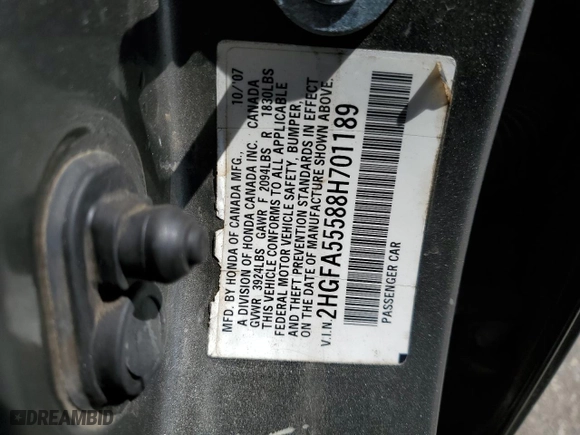 MFD. BY HONDA OF CANADA MFG., 10/'07
A DIVISION OF HONDA CANADA INC. CANADA
GVWR 3924LBS GAWR F 2094LBS R 1830LBS
THIS VEHICLE CONFORMS TO ALL APPLICABLE
FEDERAL MOTOR VEHICLE SAFETY, BUMPER,
AND THEFT PREVENTION STANDARDS IN EFFECT
ON THE DATE OF MANUFACTURE SHOWN ABOVE.
V.I.N. 2HGFA55588H701189
PASSENGER CAR
DREAMBID